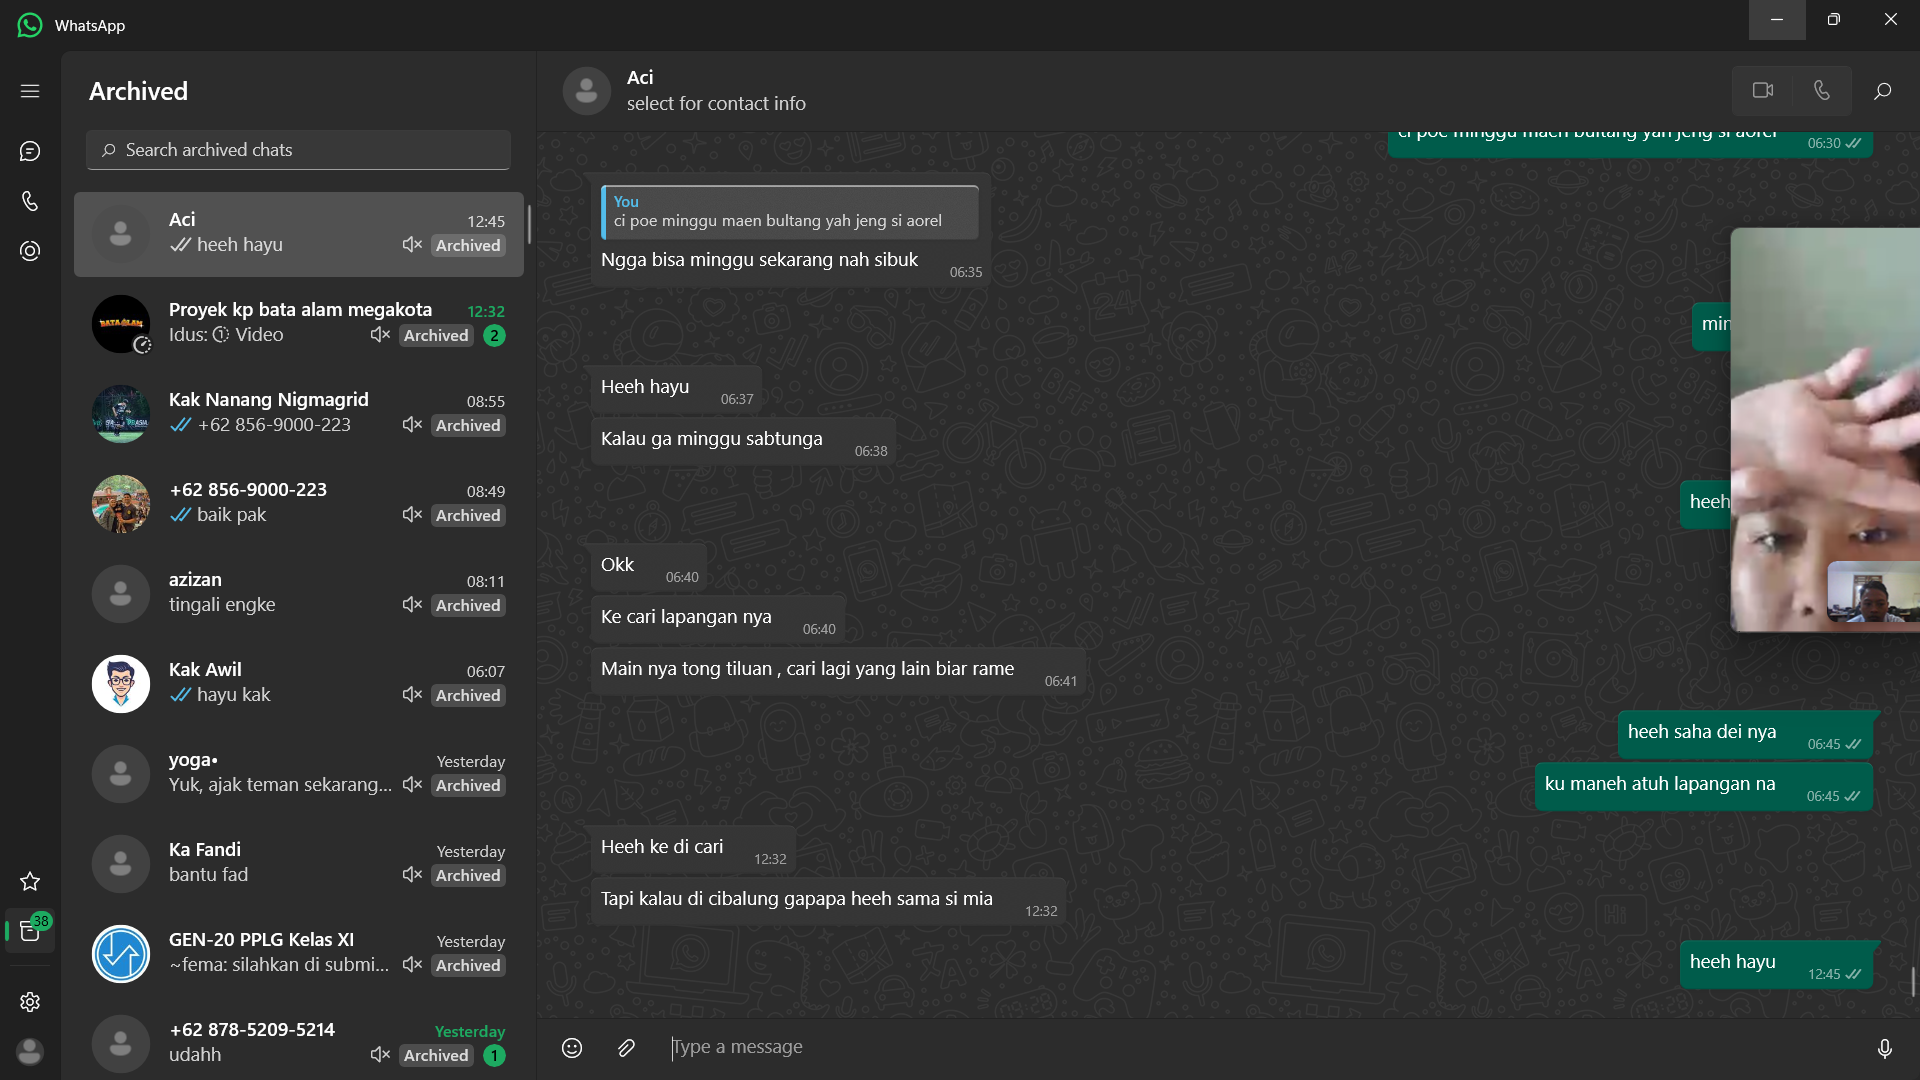 WhatsApp
Archived
Search archived chats
Aci 12:45
heeh hayu Archived
Proyek kp bata alam megakota 12:32
Idus: Video Archived 2
Kak Nanang Nigmagrid 08:55
+62 856-9000-223 Archived
+62 856-9000-223 08:49
baik pak Archived
azizan 08:11
tingali engke Archived
Kak Awil 06:07
hayu kak Archived
yoga• Yesterday
Yuk, ajak teman sekarang... Archived
Ka Fandi Yesterday
bantu fad Archived
GEN-20 PPLG Kelas XI Yesterday
~fema: silahkan di submi... Archived
+62 878-5209-5214 Yesterday
udahh Archived 1
38
Aci
select for contact info
ci poe minggu maen bultang yah jeng si aorel
06:30
You
ci poe minggu maen bultang yah jeng si aorel
Ngga bisa minggu sekarang nah sibuk 06:35
Heeh hayu 06:37
Kalau ga minggu sabtunga 06:38
heeh
Okk 06:40
Ke cari lapangan nya 06:40
Main nya tong tiluan , cari lagi yang lain biar rame 06:41
heeh saha dei nya 06:45
ku maneh atuh lapangan na 06:45
Heeh ke di cari 12:32
Tapi kalau di cibalung gapapa heeh sama si mia 12:32
heeh hayu 12:45
Type a message